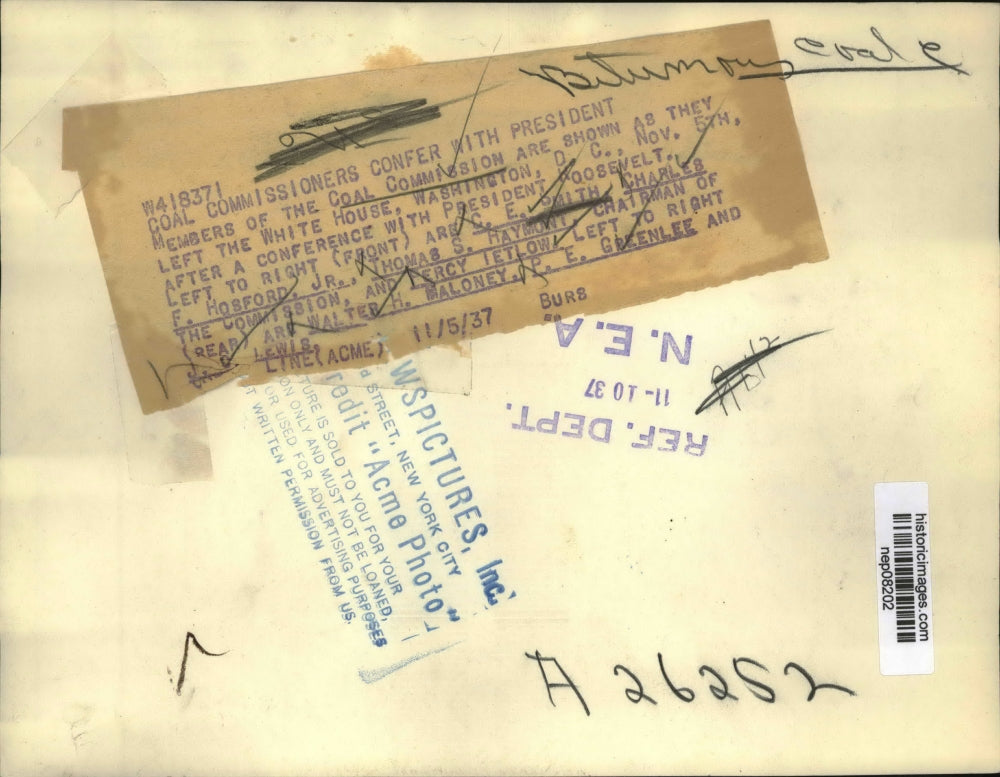 Bitumous coal
W418371
COAL COMMISSIONERS CONFER WITH PRESIDENT
MEMBERS OF THE COAL COMMISSION ARE SHOWN AS THEY
LEFT THE WHITE HOUSE, WASHINGTON, D. C., NOV. 5TH,
AFTER A CONFERENCE WITH PRESIDENT ROOSEVELT.
LEFT TO RIGHT (FRONT) ARE C. E. SMITH, CHARLES
E. HOSFORD, JR., THOMAS S. HAYMOND CHAIRMAN OF
THE COMMISSION, AND PERCY TETLOW. LEFT TO RIGHT
(REAR) ARE WALTER H. MALONEY, P. E. GREENLEE AND
LEWIS.
LINE (ACME) 11/5/37 BURS
N.E.A.
11-10 37
REF. DEPT.
WSPICTURES, Inc.
STREET, NEW YORK CITY
redit "Acme Photo"
TURE IS SOLD TO YOU FOR YOUR
ON ONLY AND MUST NOT BE LOANED,
OR USED FOR ADVERTISING PURPOSES
T WRITTEN PERMISSION FROM US.
historicimages.com
nep08202
A 26252